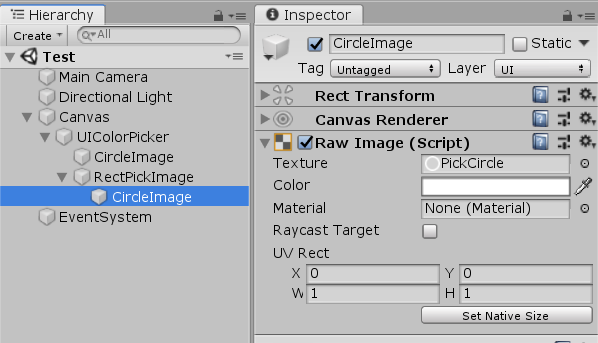 Hierarchy
Create
All
Test
Main Camera
Directional Light
Canvas
UIColorPicker
CircleImage
RectPickImage
CircleImage
EventSystem
Inspector
CircleImage Static
Tag Untagged Layer UI
Rect Transform
Canvas Renderer
Raw Image (Script)
Texture PickCircle
Color
Material None (Material)
Raycast Target
UV Rect
X 0 Y 0
W 1 H 1
Set Native Size